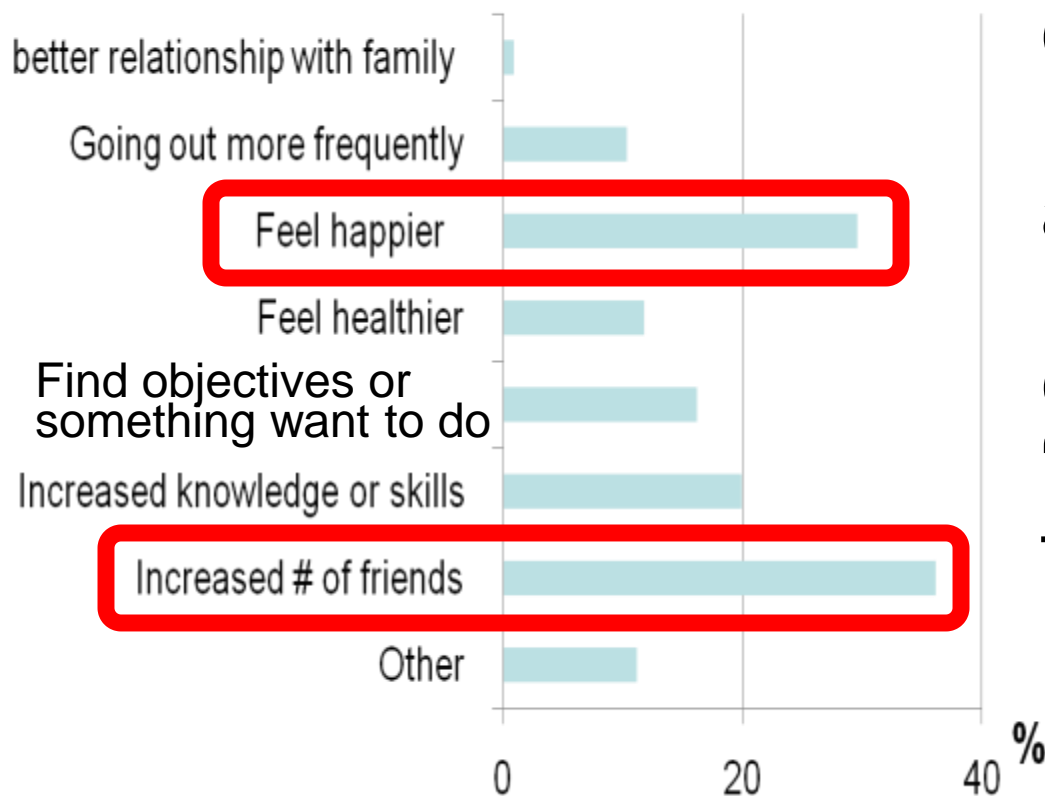 better relationship with family
Going out more frequently
Feel happier
Feel healthier
Find objectives or
something want to do
Increased knowledge or skills
Increased # of friends
Other
0 20 40 %